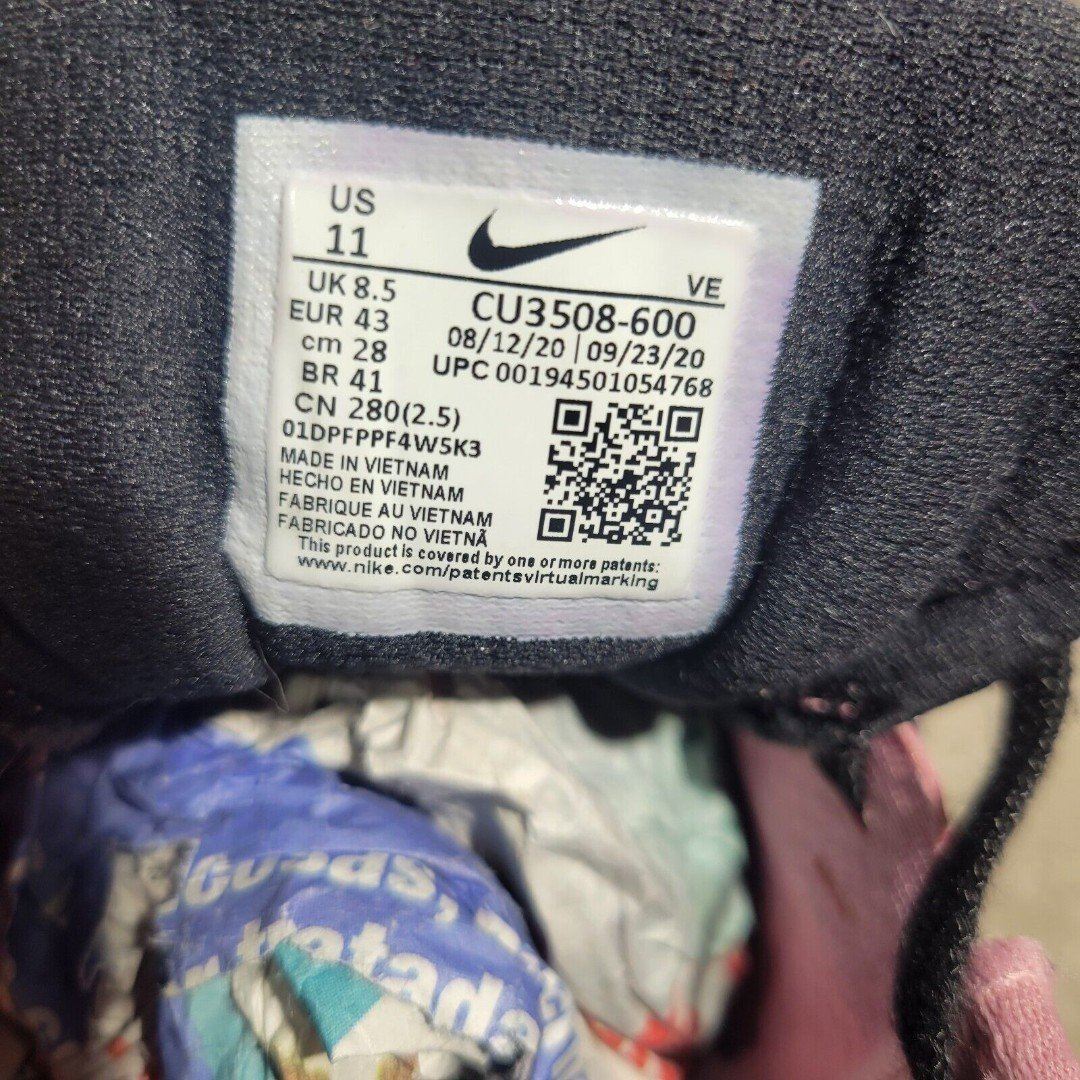 US
11
VE
UK 8.5
EUR 43
cm 28
BR 41
CN 280(2.5)
01DPFPPF4W5K3
CU3508-600
08/12/20 | 09/23/20
UPC 00194501054768
MADE IN VIETNAM
HECHO EN VIETNAM
FABRIQUE AU VIETNAM
FABRICADO NO VIETNÃ
This product is covered by one or more patents:
www.nike.com/patentsvirtualmarking